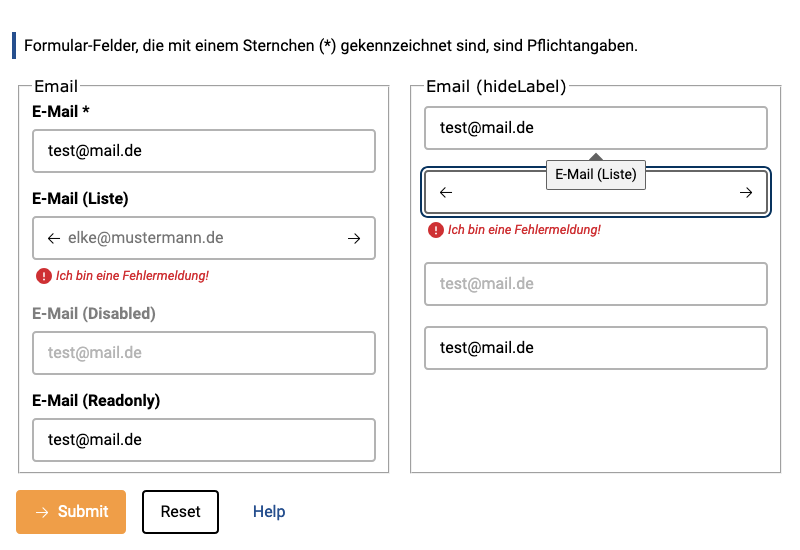 Formular-Felder, die mit einem Sternchen (*) gekennzeichnet sind, sind Pflichtangaben.
Email
E-Mail *
test@mail.de
E-Mail (Liste)
← elke@mustermann.de →
Ich bin eine Fehlermeldung!
E-Mail (Disabled)
test@mail.de
E-Mail (Readonly)
test@mail.de
Email (hideLabel)
test@mail.de
E-Mail (Liste)
← →
Ich bin eine Fehlermeldung!
test@mail.de
test@mail.de
→ Submit
Reset
Help